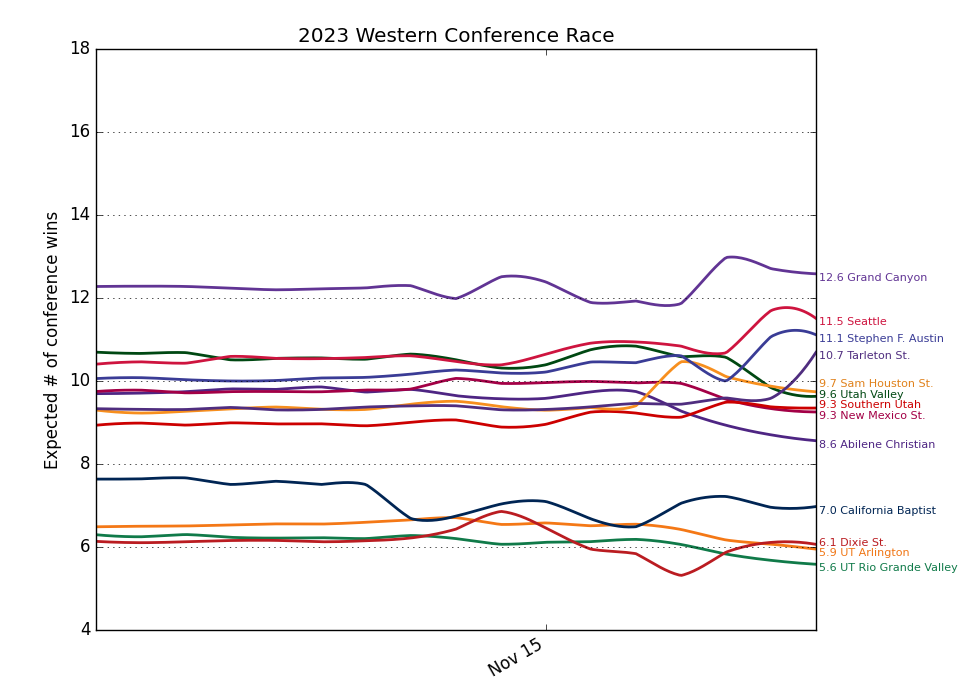 2023 Western Conference Race
Expected # of conference wins
18
16
14
12
10
8
6
4
Nov 15
12.6 Grand Canyon
11.5 Seattle
11.1 Stephen F. Austin
10.7 Tarleton St.
9.7 Sam Houston St.
9.6 Utah Valley
9.3 Southern Utah
9.3 New Mexico St.
8.6 Abilene Christian
7.0 California Baptist
6.1 Dixie St.
5.9 UT Arlington
5.6 UT Rio Grande Valley